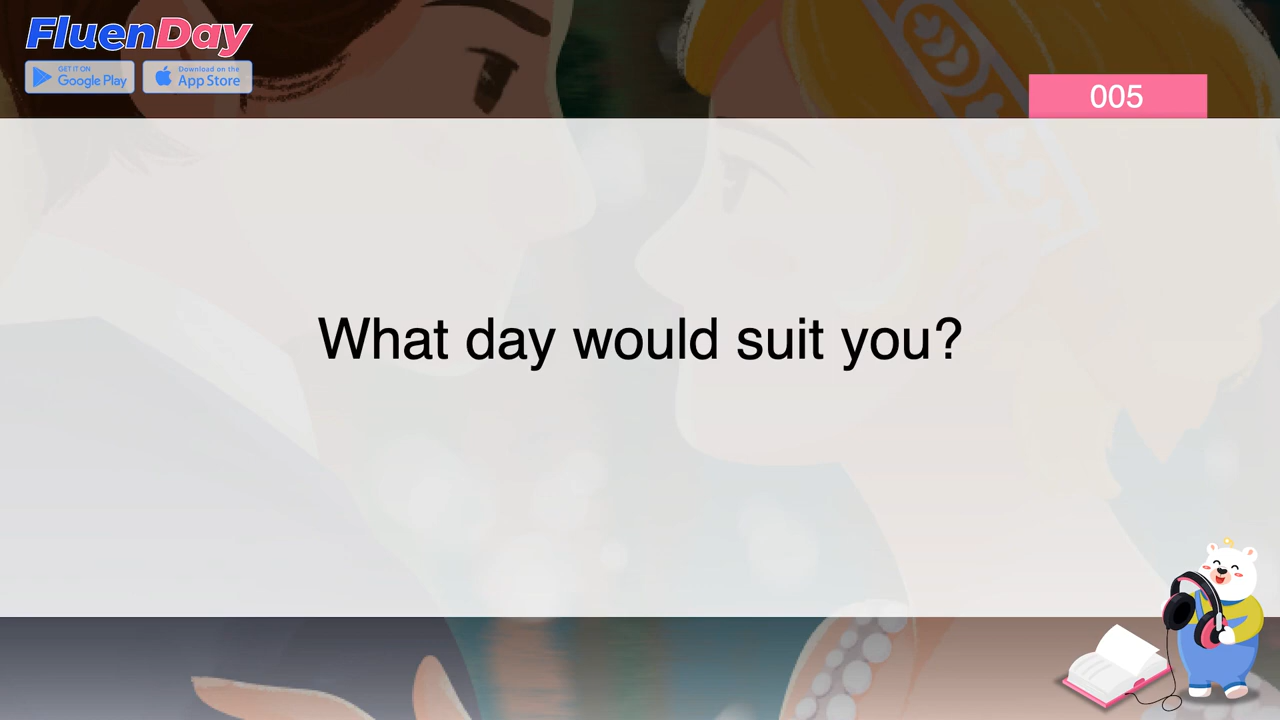 FluenDay
GET IT ON
Google Play
Download on the
App Store
005
What day would suit you?